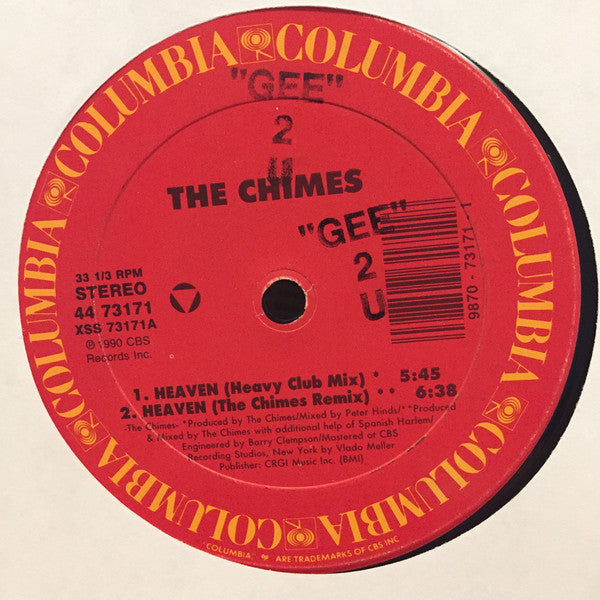 COLUMBIA COLUMBIA COLUMBIA COLUMBIA COLUMBIA COLUMBIA COLUMBIA COLUMBIA
"GEE"
2
U
THE CHIMES
"GEE"
2
U
9870 - 73171 - 1
33 1/3 RPM
STEREO
44 73171
XSS 73171A
℗ 1990 CBS
Records Inc.
1. HEAVEN (Heavy Club Mix) * 5:45
2. HEAVEN (The Chimes Remix) ** 6:38
-The Chimes- *Produced by The Chimes/Mixed by Peter Hinds/* *Produced
& Mixed by The Chimes with additional help of Spanish Harlem/
Engineered by Barry Clempson/Mastered at CBS
Recording Studios, New York by Vlado Meller
Publisher: CRGI Music Inc. (BMI)
COLUMBIA ARE TRADEMARKS OF CBS INC